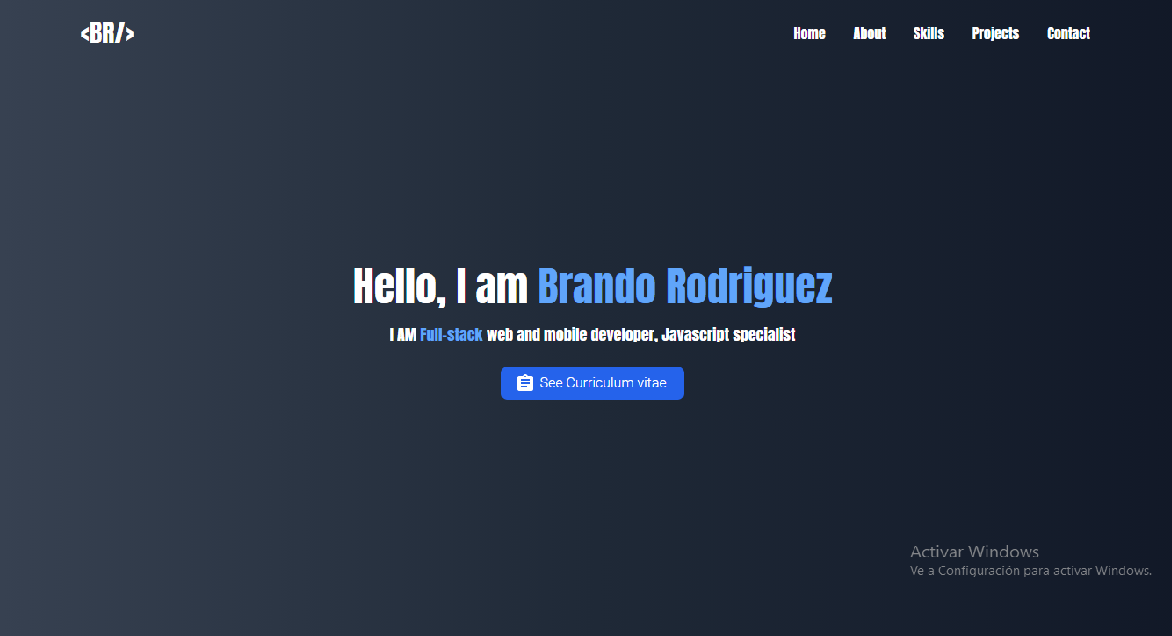 <BR/>
Home About Skills Projects Contact
Hello, I am Brando Rodriguez
I AM Full-stack web and mobile developer, Javascript specialist
See Curriculum vitae
Activar Windows
Ve a Configuración para activar Windows.